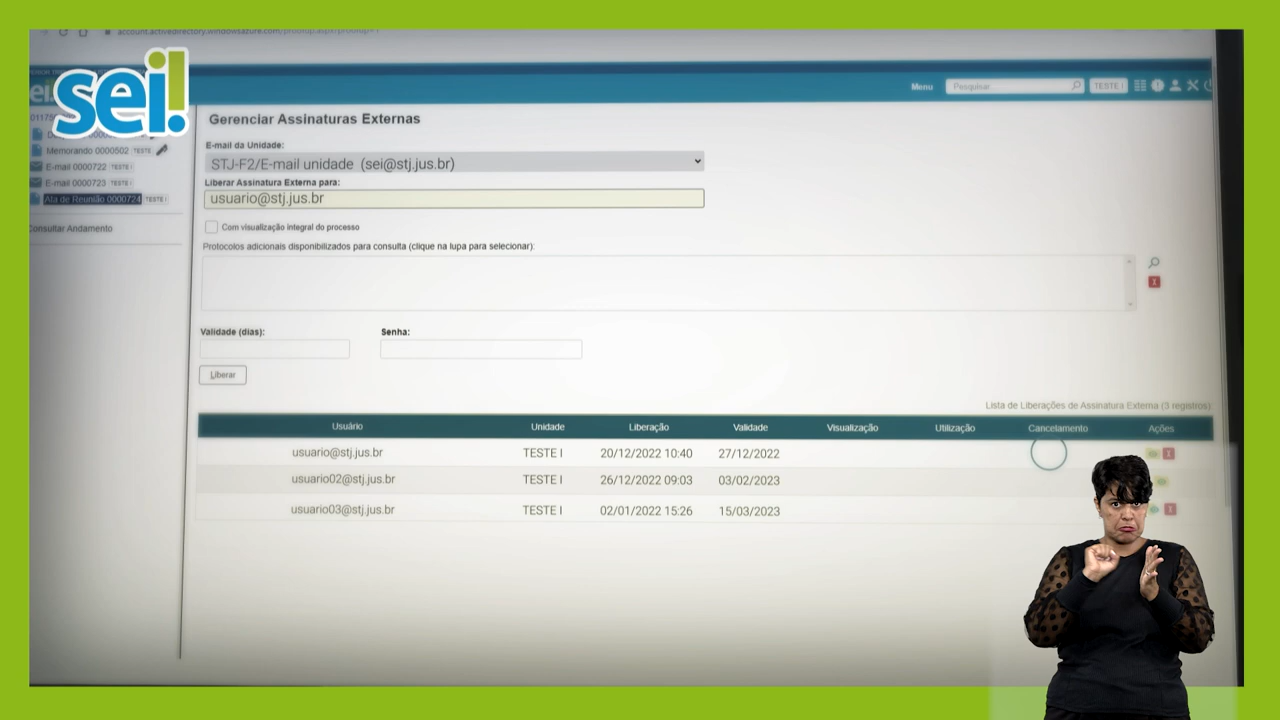 sei!
Menu
Pesquisar...
TESTE I
Memorando 0000502 TESTE
E-mail 0000722 TESTE I
E-mail 0000723 TESTE I
Ata de Reunião 0000724 TESTE I
Consultar Andamento
Gerenciar Assinaturas Externas
E-mail da Unidade:
STJ-F2/E-mail unidade (sei@stj.jus.br)
Liberar Assinatura Externa para:
usuario@stj.jus.br
Com visualização integral do processo
Protocolos adicionais disponibilizados para consulta (clique na lupa para selecionar):
Validade (dias): Senha:
Liberar
Lista de Liberações de Assinatura Externa (3 registros):
Usuário Unidade Liberação Validade Visualização Utilização Cancelamento Ações
usuario@stj.jus.br TESTE I 20/12/2022 10:40 27/12/2022
usuario02@stj.jus.br TESTE I 26/12/2022 09:03 03/02/2023
usuario03@stj.jus.br TESTE I 02/01/2022 15:26 15/03/2023